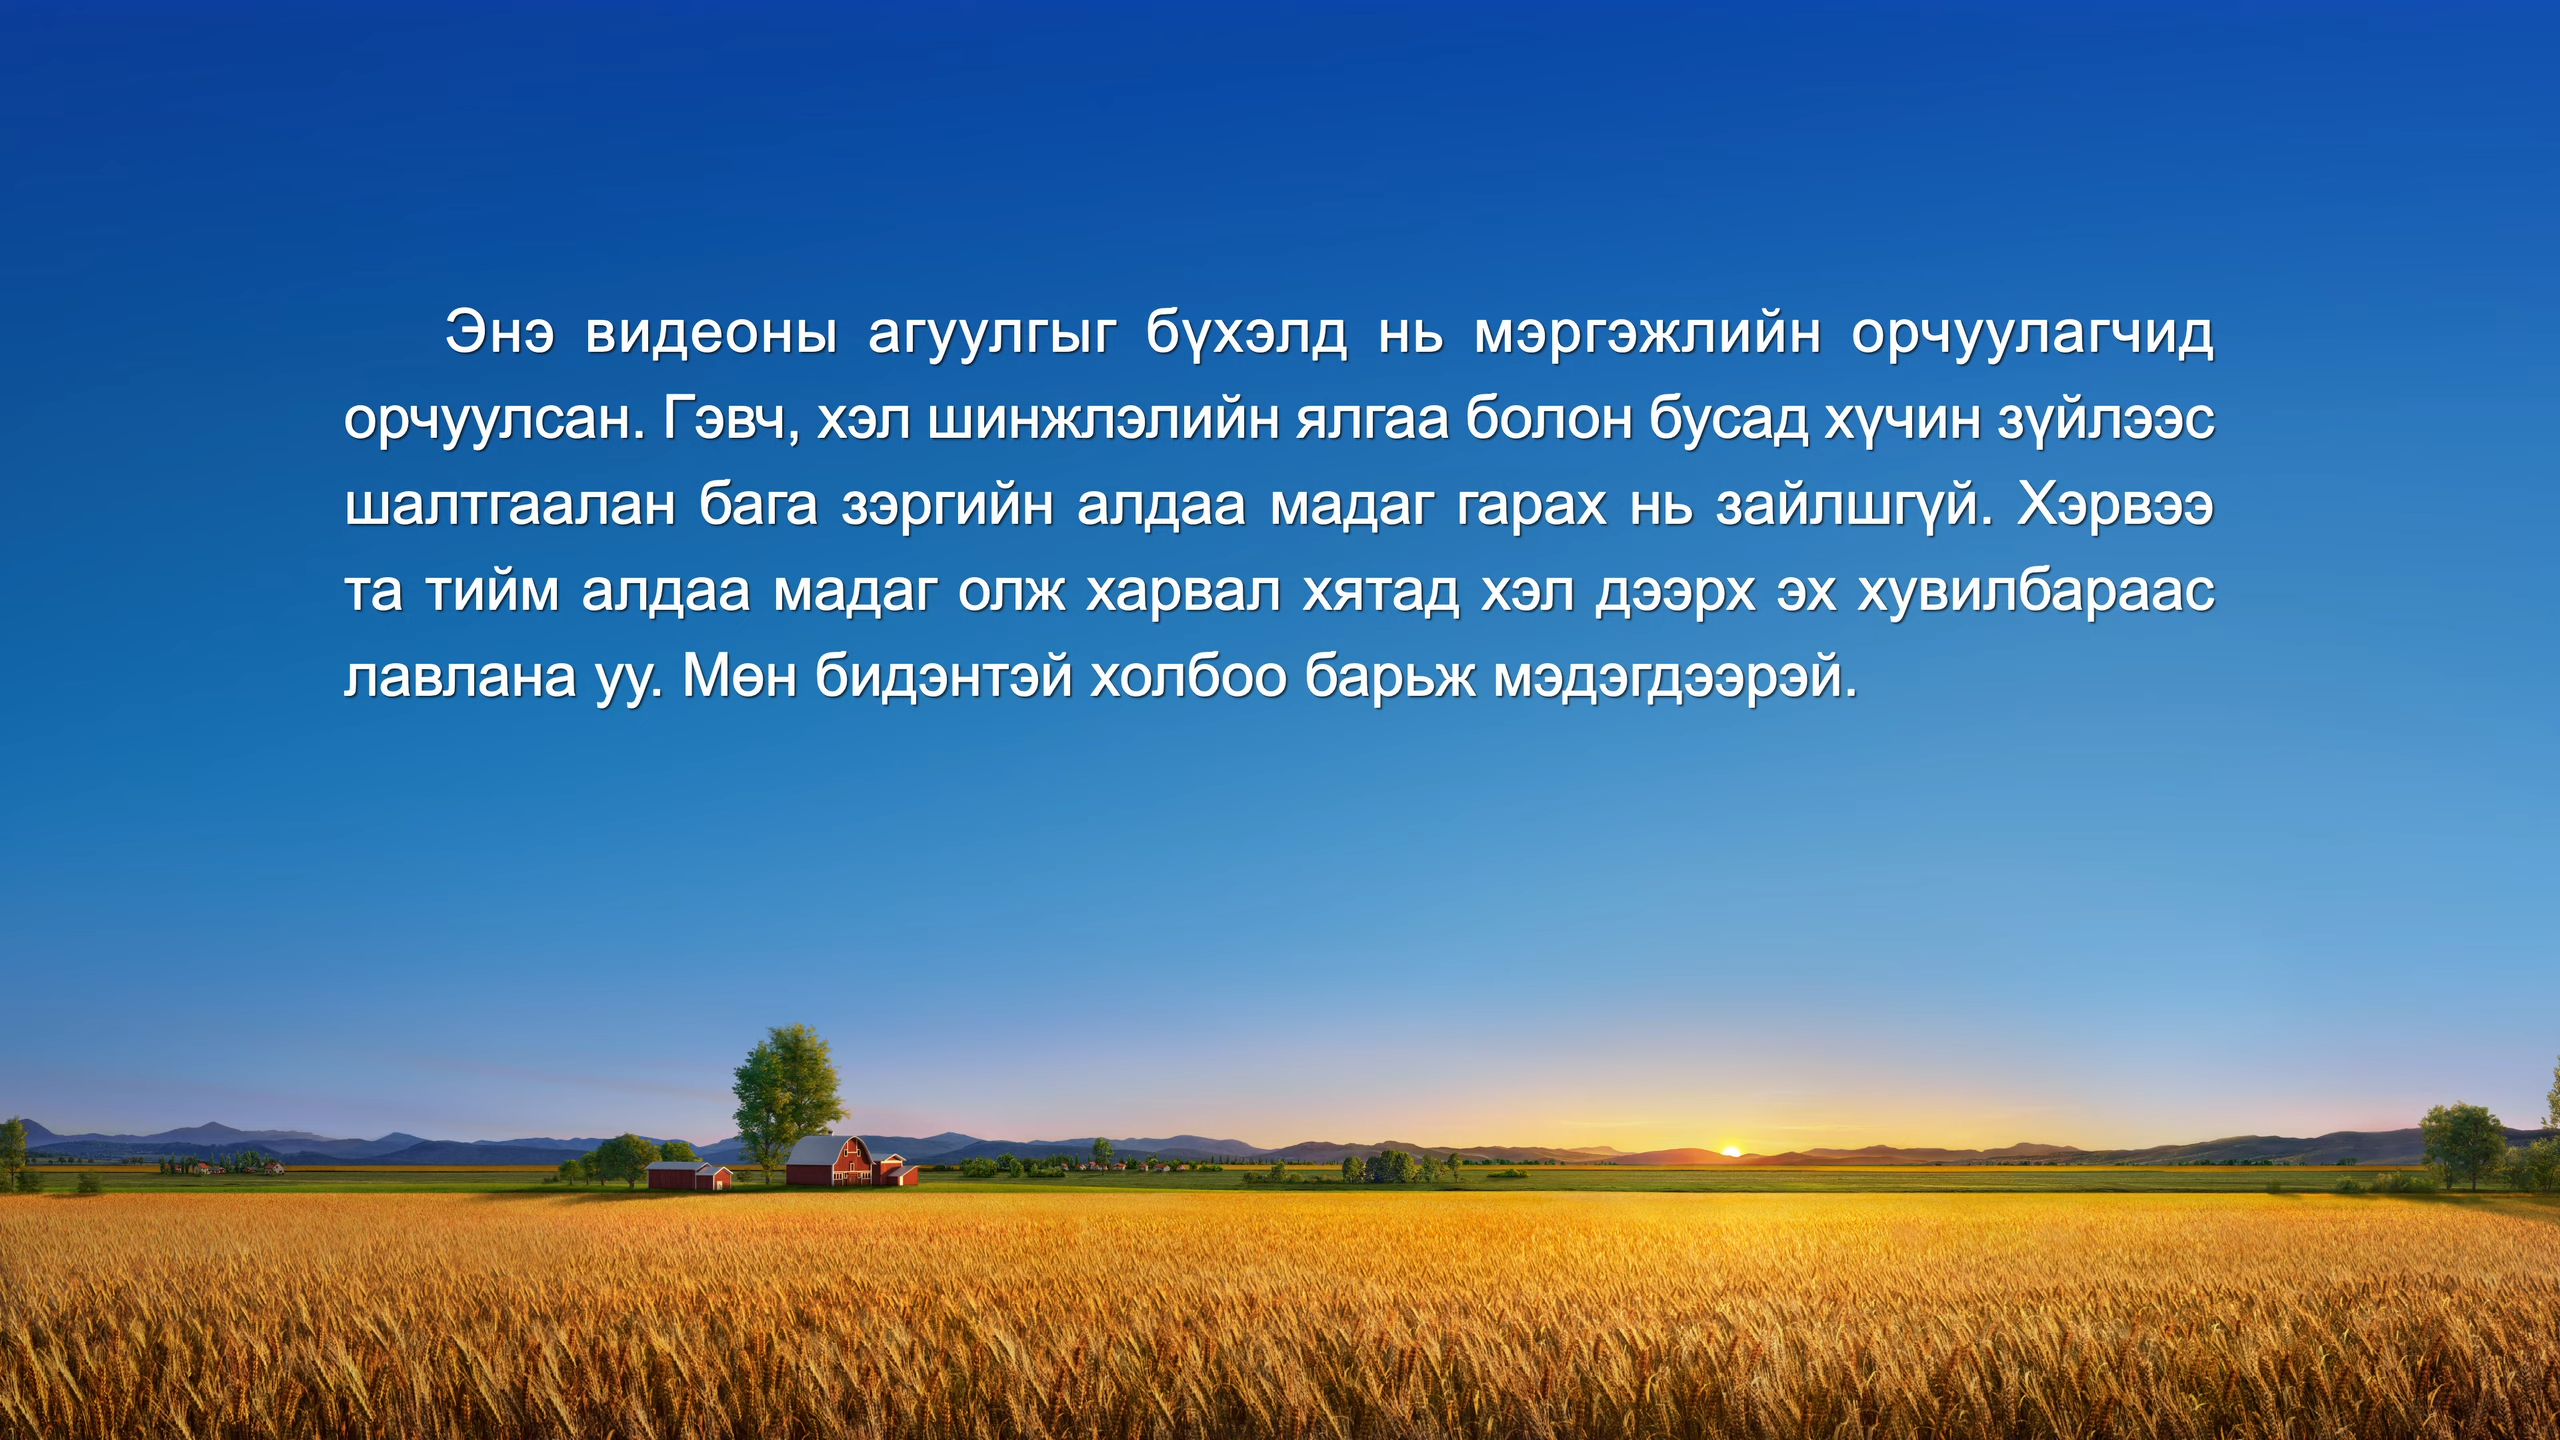 Энэ видеоны агуулгыг бүхэлд нь мэргэжлийн орчуулагчид
орчуулсан. Гэвч, хэл шинжлэлийн ялгаа болон бусад хүчин зүйлээс
шалтгаалан бага зэргийн алдаа мадаг гарах нь зайлшгүй. Хэрвээ
та тийм алдаа мадаг олж харвал хятад хэл дээрх эх хувилбараас
лавлана уу. Мөн бидэнтэй холбоо барьж мэдэгдээрэй.